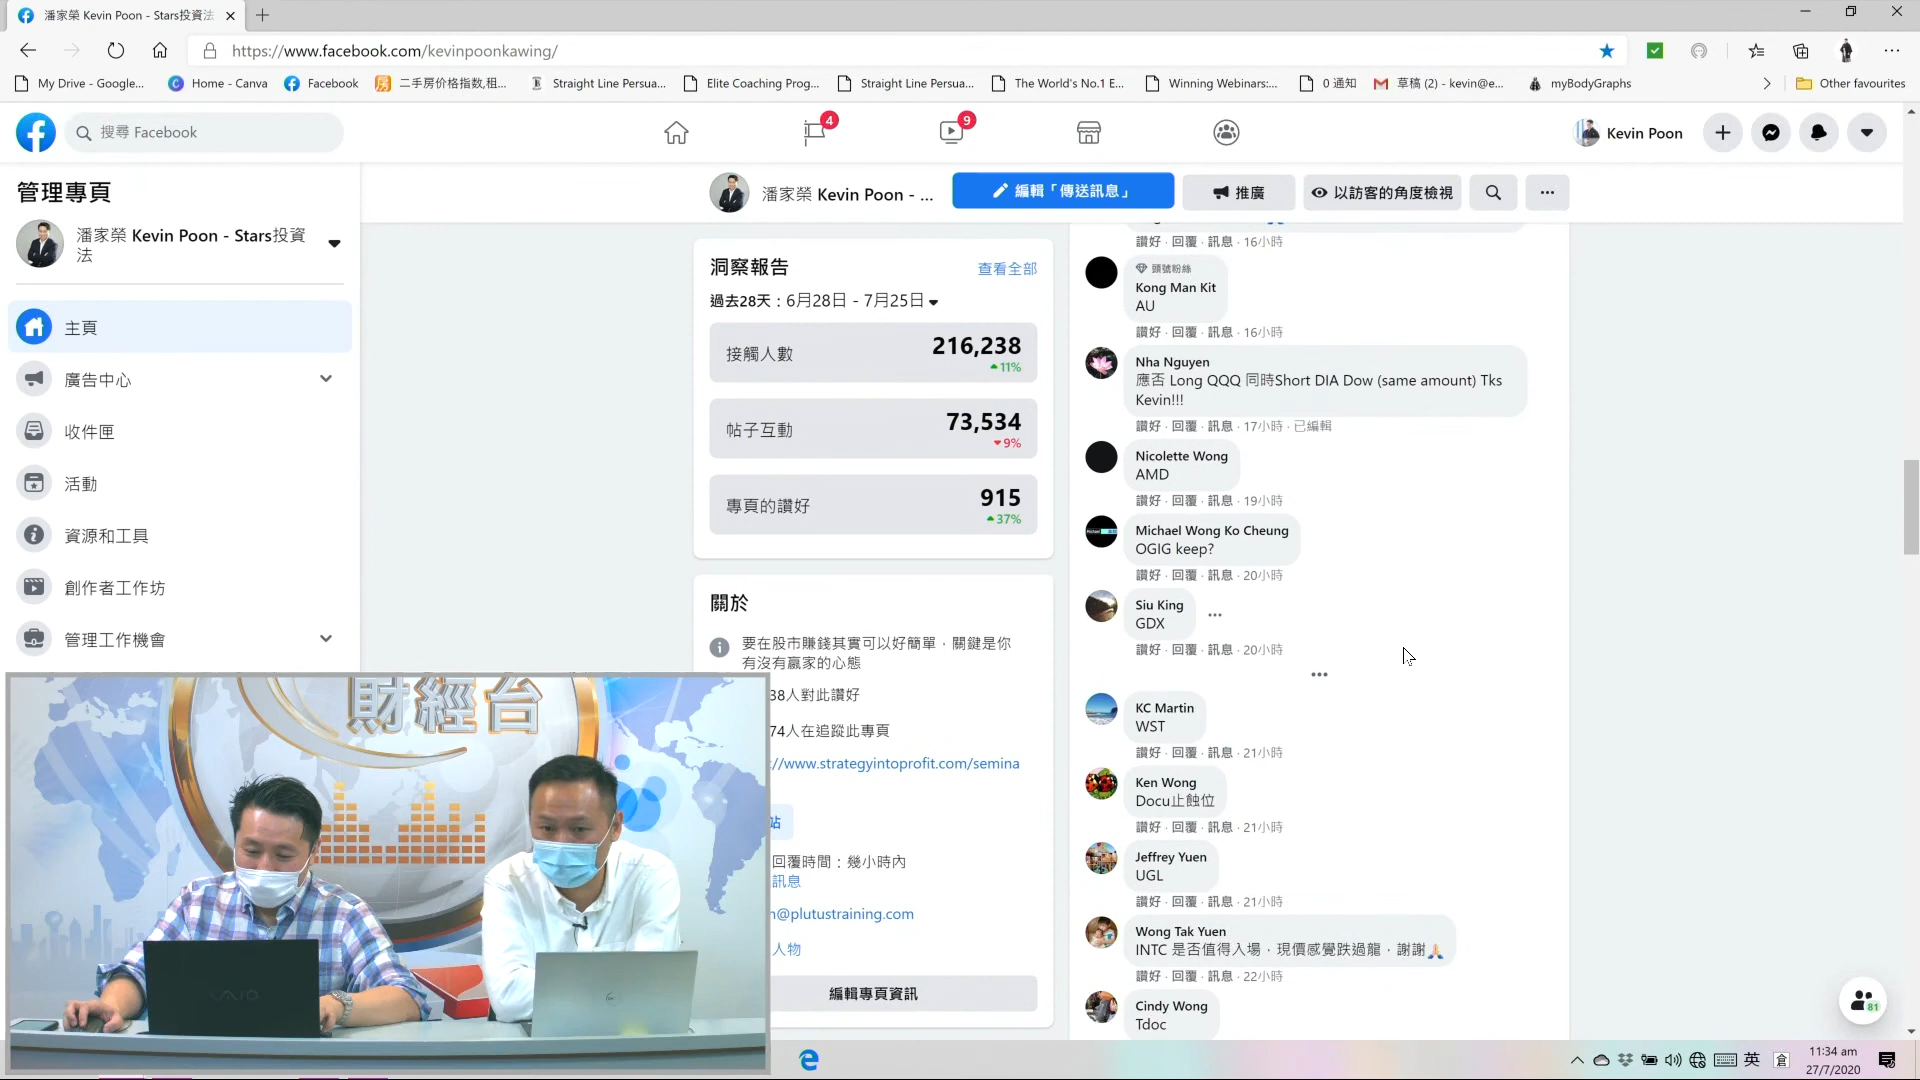 潘家榮 Kevin Poon - Stars投資法
https://www.facebook.com/kevinpoonkawing/
My Drive - Google...
Home - Canva
Facebook
二手房价格指数,租...
Straight Line Persua...
Elite Coaching Prog...
Straight Line Persua...
The World's No.1 E...
Winning Webinars:...
0 通知
草稿 (2) - kevin@e...
myBodyGraphs
Other favourites
搜尋 Facebook
4
9
Kevin Poon
管理專頁
潘家榮 Kevin Poon - Stars投資
法
主頁
廣告中心
收件匣
活動
資源和工具
創作者工作坊
管理工作機會
潘家榮 Kevin Poon - ...
編輯「傳送訊息」
推廣
以訪客的角度檢視
洞察報告
查看全部
過去28天：6月28日 - 7月25日
接觸人數
216,238
11%
帖子互動
73,534
9%
專頁的讚好
915
37%
關於
要在股市賺錢其實可以好簡單，關鍵是你
有沒有贏家的心態
38人對此讚好
74人在追蹤此專頁
://www.strategyintoprofit.com/semina
站
回覆時間：幾小時內
訊息
n@plutustraining.com
人物
編輯專頁資訊
讚好 · 回覆 · 訊息 · 16小時
頭號粉絲
Kong Man Kit
AU
讚好 · 回覆 · 訊息 · 16小時
Nha Nguyen
應否 Long QQQ 同時Short DIA Dow (same amount) Tks
Kevin!!!
讚好 · 回覆 · 訊息 · 17小時 · 已編輯
Nicolette Wong
AMD
讚好 · 回覆 · 訊息 · 19小時
Michael Wong Ko Cheung
OGIG keep?
讚好 · 回覆 · 訊息 · 20小時
Siu King
GDX
讚好 · 回覆 · 訊息 · 20小時
KC Martin
WST
讚好 · 回覆 · 訊息 · 21小時
Ken Wong
Docu止蝕位
讚好 · 回覆 · 訊息 · 21小時
Jeffrey Yuen
UGL
讚好 · 回覆 · 訊息 · 21小時
Wong Tak Yuen
INTC 是否值得入場，現價感覺跌過龍，謝謝🙏
讚好 · 回覆 · 訊息 · 22小時
Cindy Wong
Tdoc
81
財經台
VAIO
英
倉
11:34 am
27/7/2020